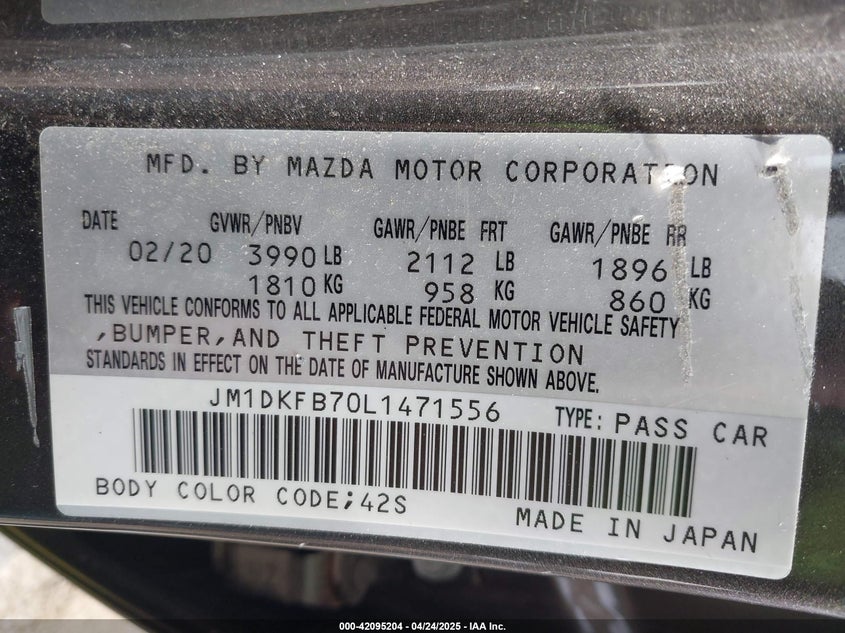 MFD. BY MAZDA MOTOR CORPORATION
DATE GVWR/PNBV GAWR/PNBE FRT GAWR/PNBE RR
02/20 3990 LB 2112 LB 1896 LB
1810 KG 958 KG 860 KG
THIS VEHICLE CONFORMS TO ALL APPLICABLE FEDERAL MOTOR VEHICLE SAFETY
,BUMPER,AND THEFT PREVENTION
STANDARDS IN EFFECT ON THE DATE OF MANUFACTURE SHOWN ABOVE.
JM1DKFB70L1471556 TYPE: PASS CAR
BODY COLOR CODE;42S
MADE IN JAPAN
000-42095204 - 04/24/2025 - IAA Inc.